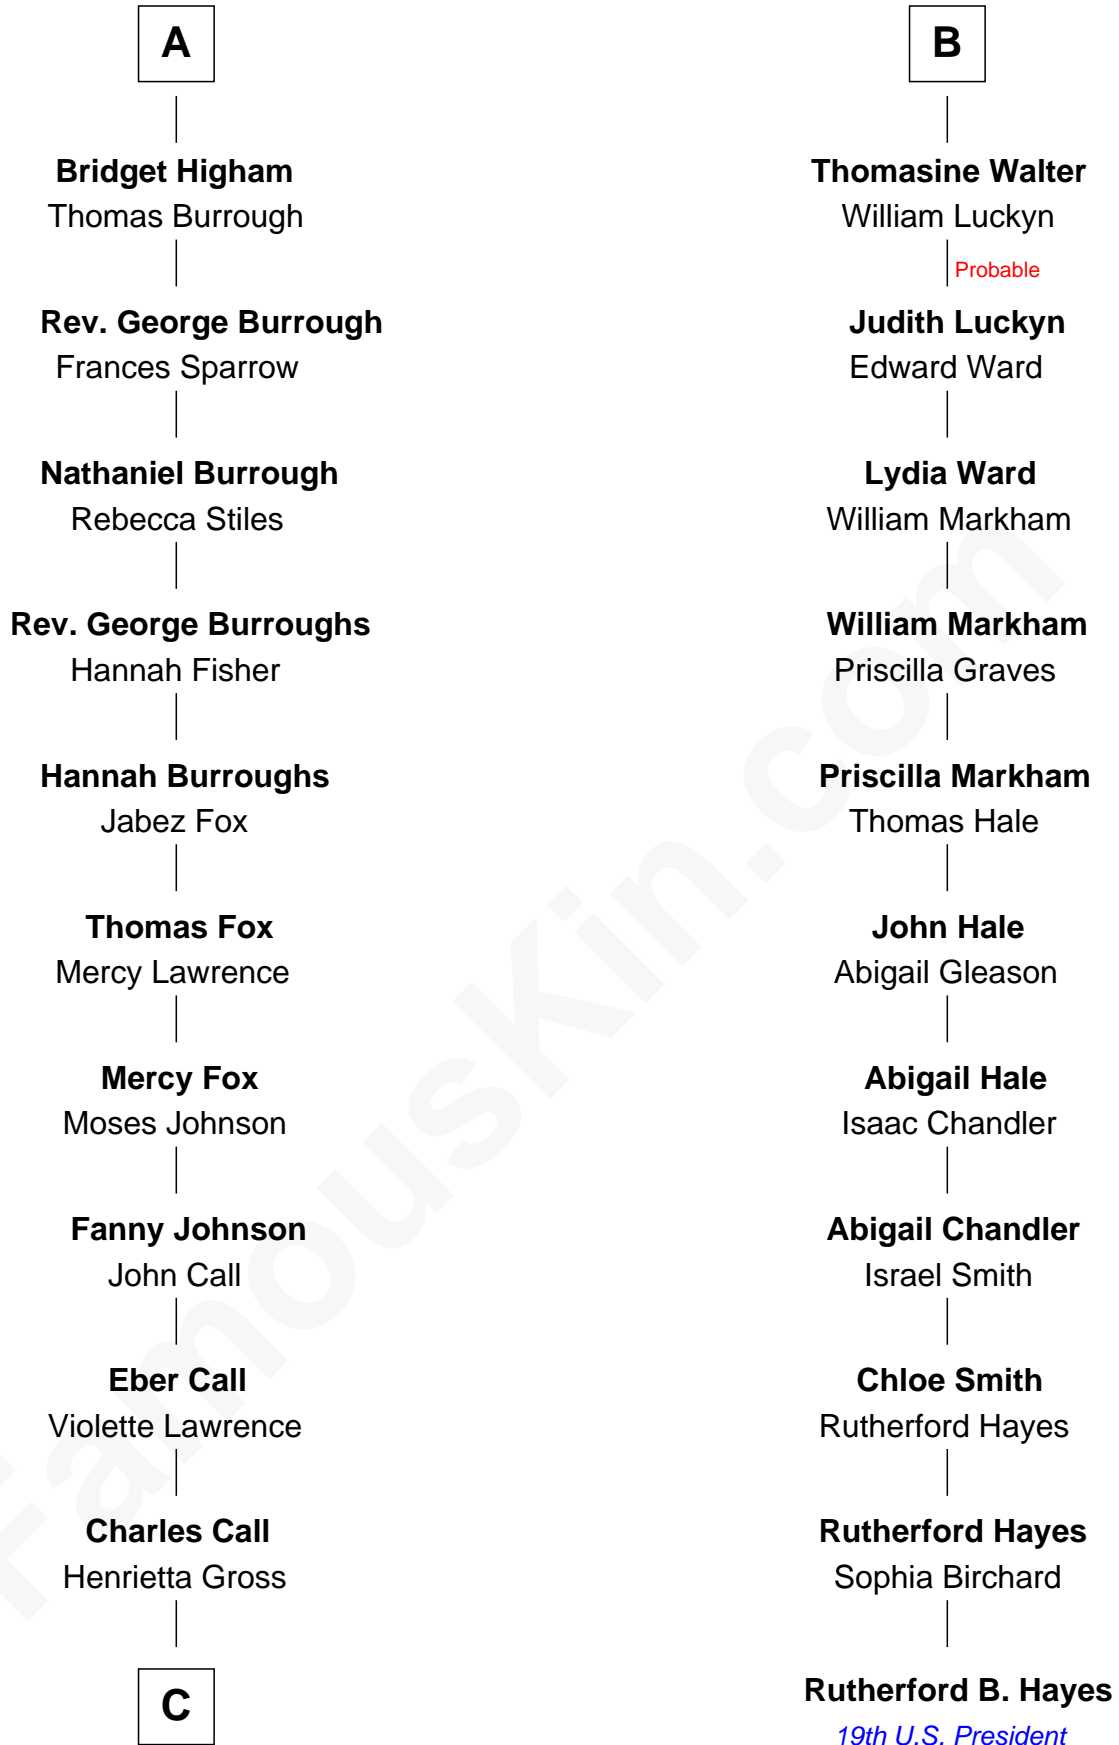 A
Bridget Higham
Thomas Burrough
Rev. George Burrough
Frances Sparrow
Nathaniel Burrough
Rebecca Stiles
Rev. George Burroughs
Hannah Fisher
Hannah Burroughs
Jabez Fox
Thomas Fox
Mercy Lawrence
Mercy Fox
Moses Johnson
Fanny Johnson
John Call
Eber Call
Violette Lawrence
Charles Call
Henrietta Gross
C
B
Thomasine Walter
William Luckyn
Probable
Judith Luckyn
Edward Ward
Lydia Ward
William Markham
William Markham
Priscilla Graves
Priscilla Markham
Thomas Hale
John Hale
Abigail Gleason
Abigail Hale
Isaac Chandler
Abigail Chandler
Israel Smith
Chloe Smith
Rutherford Hayes
Rutherford Hayes
Sophia Birchard
Rutherford B. Hayes
19th U.S. President
FamousKin.com